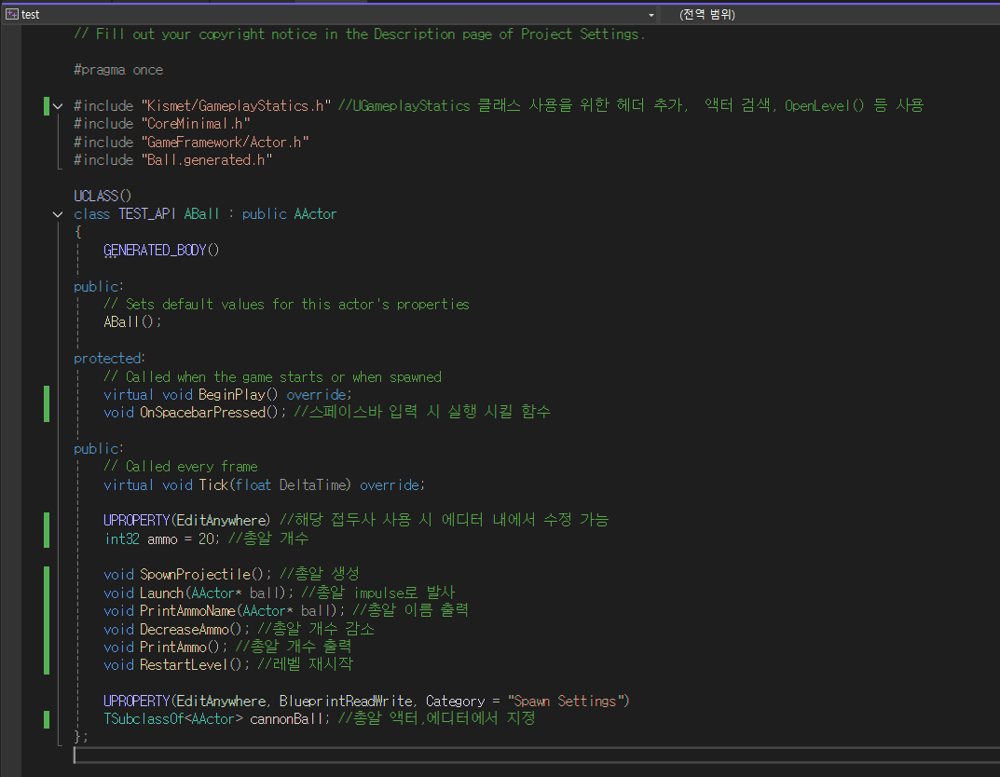 test (전역 범위)
// Fill out your copyright notice in the Description page of Project Settings.
#pragma once
#include "Kismet/GameplayStatics.h" //UGameplayStatics 클래스 사용을 위한 헤더 추가, 액터 검색, OpenLevel() 등 사용
#include "CoreMinimal.h"
#include "GameFramework/Actor.h"
#include "Ball.generated.h"
UCLASS()
class TEST_API ABall : public AActor
{
GENERATED_BODY()
public:
// Sets default values for this actor's properties
ABall();
protected:
// Called when the game starts or when spawned
virtual void BeginPlay() override;
void OnSpacebarPressed(); //스페이스바 입력 시 실행 시킬 함수
public:
// Called every frame
virtual void Tick(float DeltaTime) override;
UPROPERTY(EditAnywhere) //해당 접두사 사용 시 에디터 내에서 수정 가능
int32 ammo = 20; //총알 개수
void SpownProjectile(); //총알 생성
void Launch(AActor* ball); //총알 impulse로 발사
void PrintAmmoName(AActor* ball); //총알 이름 출력
void DecreaseAmmo(); //총알 개수 감소
void PrintAmmo(); //총알 개수 출력
void RestartLevel(); //레벨 재시작
UPROPERTY(EditAnywhere, BlueprintReadWrite, Category = "Spawn Settings")
TSubclassOf<AActor> cannonBall; //총알 액터,에디터에서 지정
};